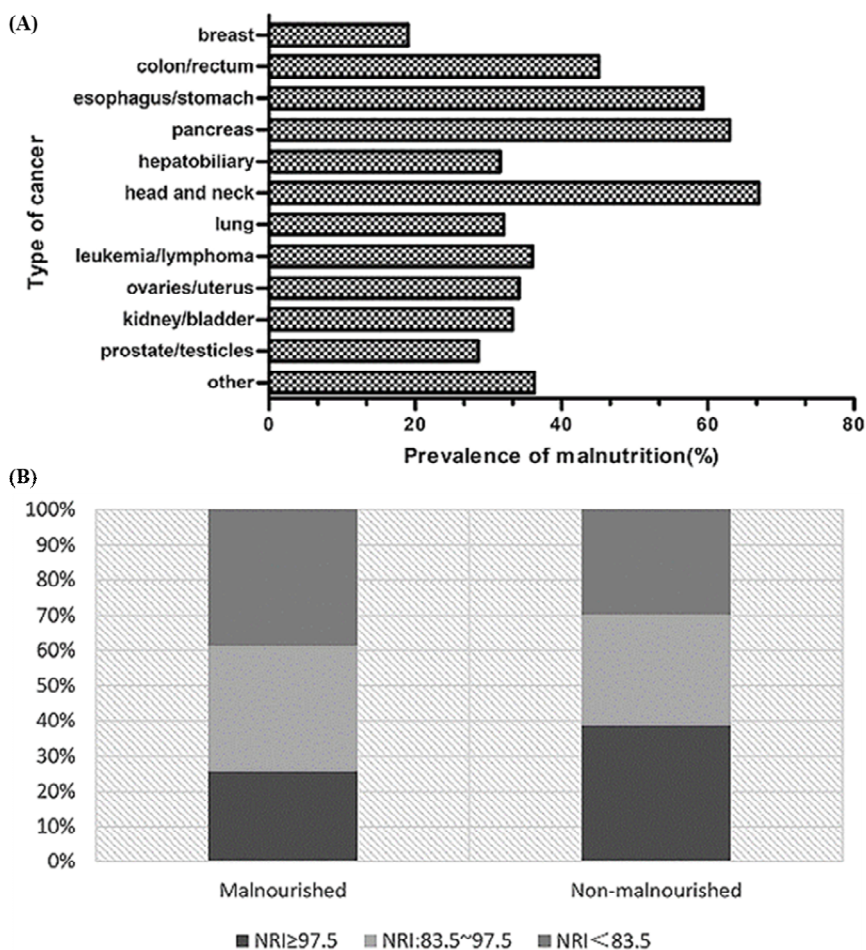 (A)
breast
colon/rectum
esophagus/stomach
pancreas
hepatobiliary
head and neck
lung
leukemia/lymphoma
ovaries/uterus
kidney/bladder
prostate/testicles
other
Type of cancer
0 20 40 60 80
Prevalence of malnutrition(%)
(B)
100%
90%
80%
70%
60%
50%
40%
30%
20%
10%
0%
Malnourished Non-malnourished
NRI≥97.5 NRI:83.5~97.5 NRI<83.5